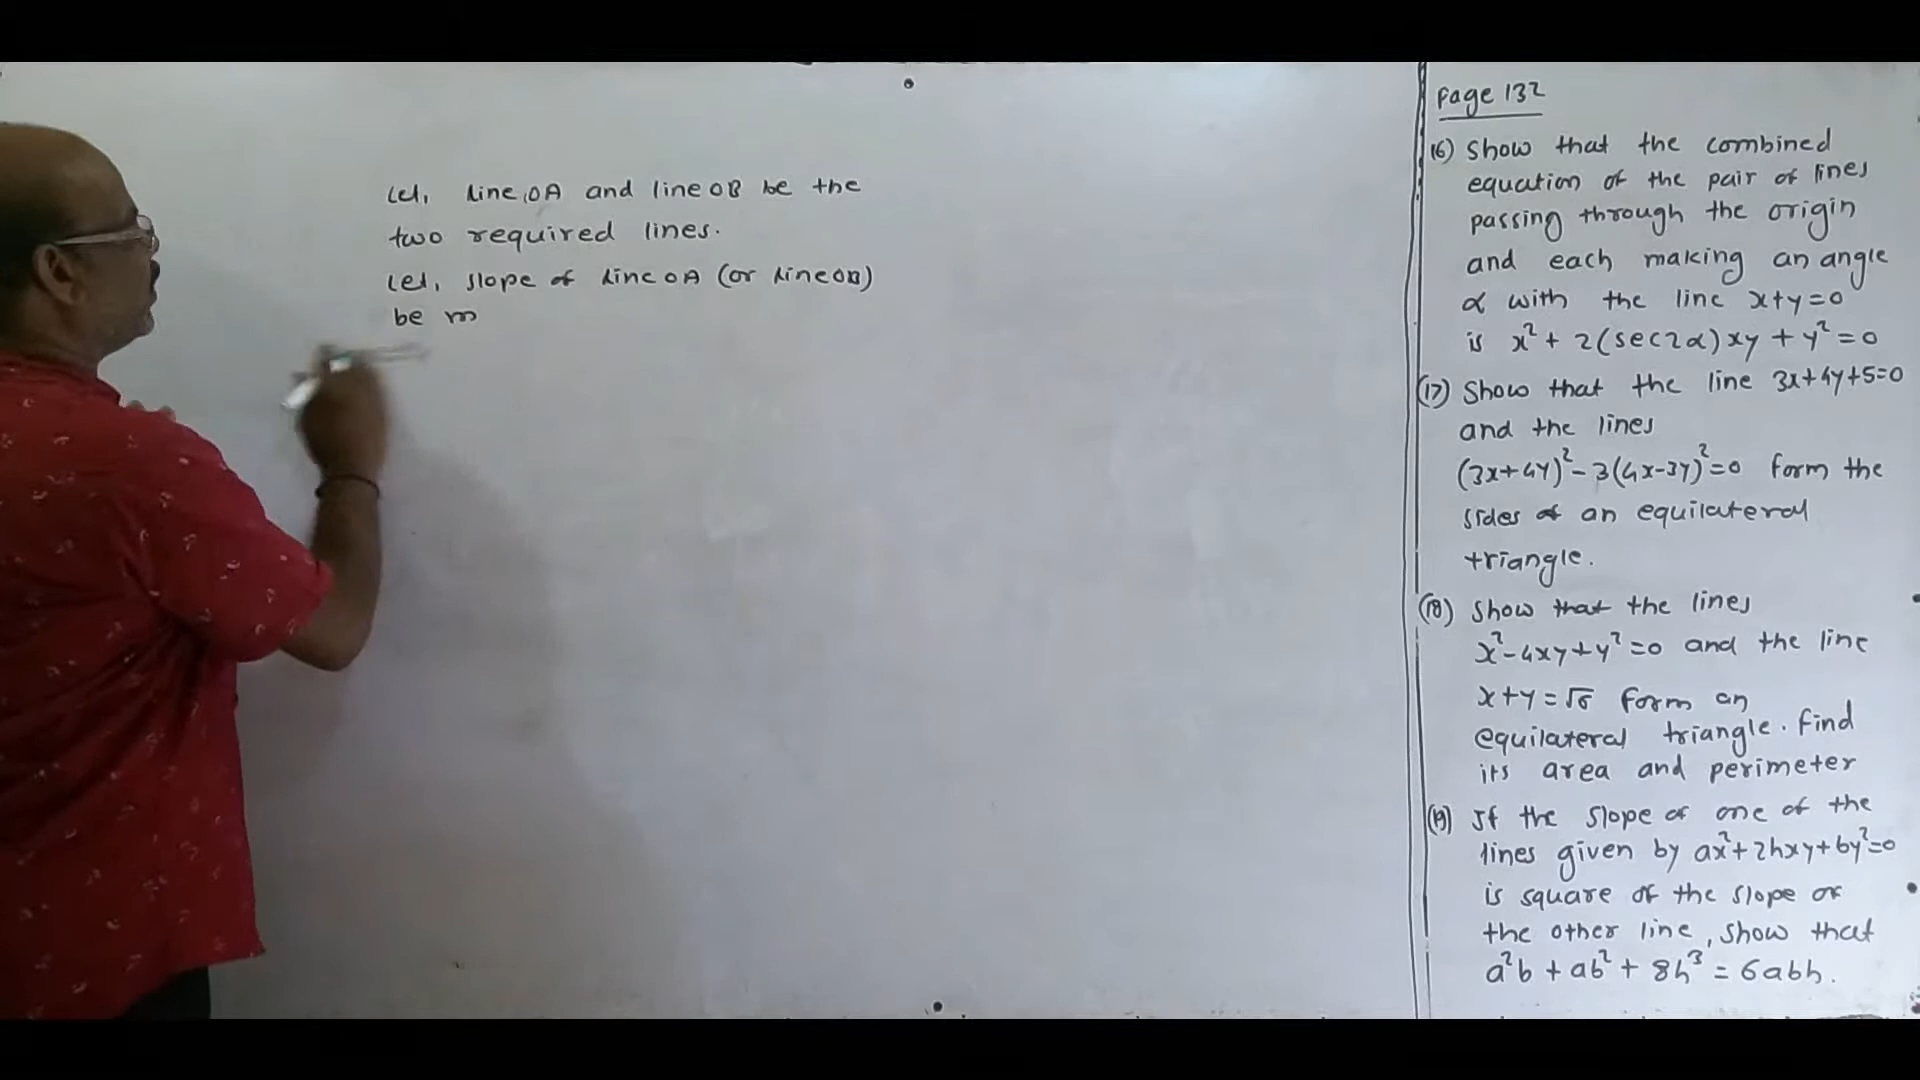 Let, line OA and line OB be the
two required lines.
Let, slope of line OA (or line OB)
be m
Page 132
(16) Show that the combined
equation of the pair of lines
passing through the origin
and each making an angle
α with the line x+y=0
is x²+ 2(sec2α)xy + y²=0
(17) Show that the line 3x+4y+5=0
and the lines
(3x+4y)²-3(4x-3y)²=0 form the
sides of an equilateral
triangle.
(18) Show that the lines
x²-4xy+y²=0 and the line
x+y=√6 form an
equilateral triangle. Find
its area and perimeter
(19) If the slope of one of the
lines given by ax²+2hxy+by²=0
is square of the slope of
the other line, show that
a²b + ab² + 8h³ = 6abh.